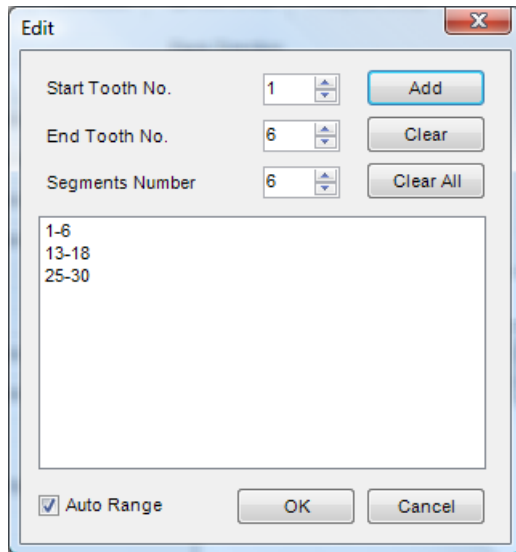 Edit
Start Tooth No. 1 Add
End Tooth No. 6 Clear
Segments Number 6 Clear All
1-6
13-18
25-30
Auto Range OK Cancel